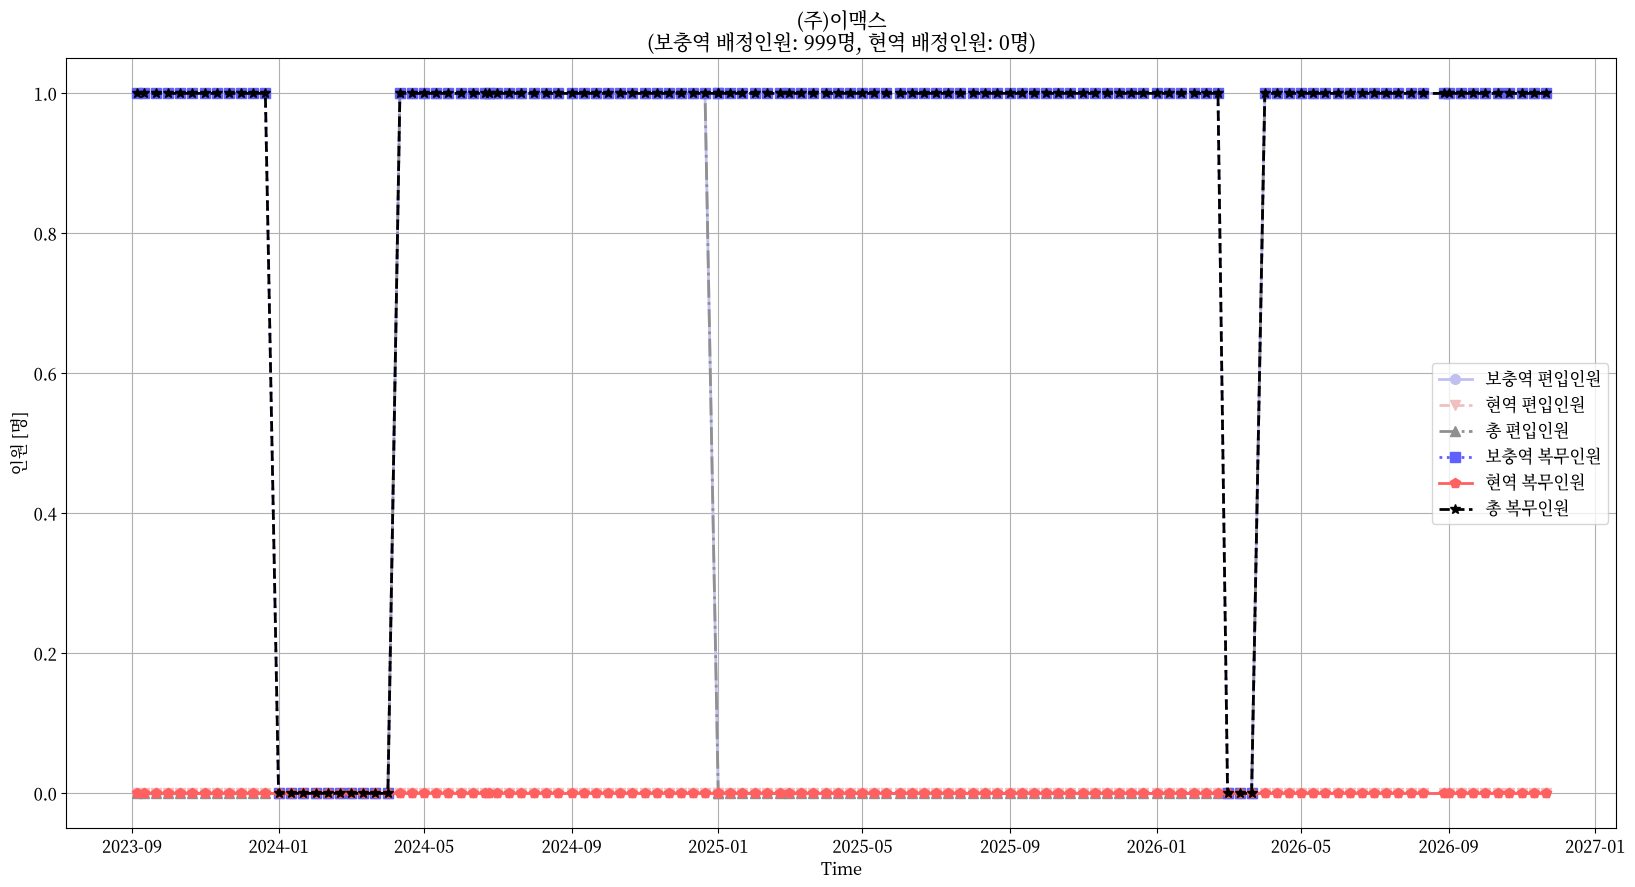 (주)이맥스
(보충역 배정인원: 999명, 현역 배정인원: 0명)
인원 [명]
1.0
0.8
0.6
0.4
0.2
0.0
보충역 편입인원
현역 편입인원
총 편입인원
보충역 복무인원
현역 복무인원
총 복무인원
2023-09 2024-01 2024-05 2024-09 2025-01 2025-05 2025-09 2026-01 2026-05 2026-09 2027-01
Time